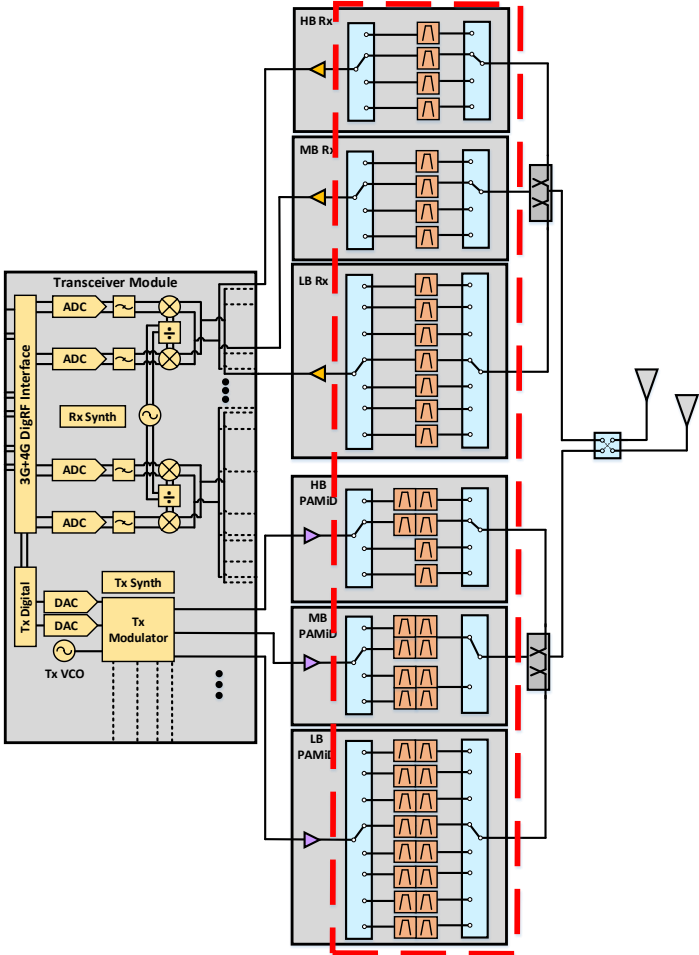 HB Rx
MB Rx
LB Rx
Transceiver Module
3G+4G DigRF Interface
ADC
÷
ADC
Rx Synth
ADC
÷
ADC
HB
PAMiD
Tx Digital
Tx Synth
DAC
DAC
Tx
Modulator
Tx VCO
MB
PAMiD
LB
PAMiD